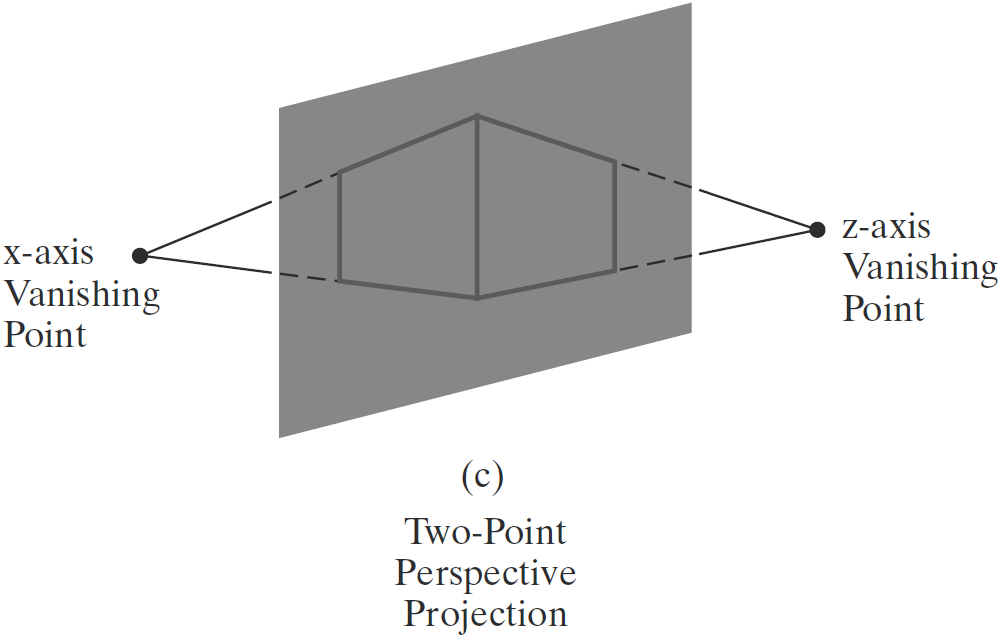 x-axis
Vanishing
Point
z-axis
Vanishing
Point
(c)
Two-Point
Perspective
Projection